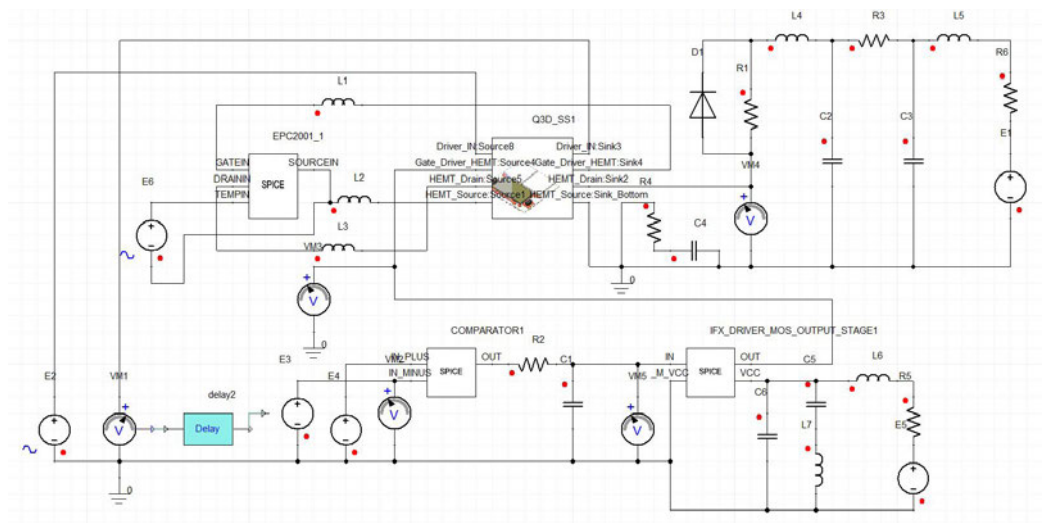 L4
R3
L5
D1
R1
R6
L1
Q3D_SS1
C2
C3
EPC2001_1
Driver_IN:Source8
Driver_IN:Sink3
E1
GATEIN
SOURCEIN
Gate_Driver_HEMT:Source4
Gate_Driver_HEMT:Sink4
VM4
DRAININ
SPICE
L2
HEMT_Drain:Source5
HEMT_Drain:Sink2
R4
TEMPIN
HEMT_Source:Source1
HEMT_Source:Sink_Bottom
E6
L3
C4
V
VM3
0
V
0
COMPARATOR1
IFX_DRIVER_MOS_OUTPUT_STAGE1
R2
E3
VM2
IN_PLUS
OUT
C1
IN
OUT
C5
L6
E2
VM1
E4
IN_MINUS
SPICE
VM5
_M_VCC
SPICE
VCC
R5
delay2
C6
V
Delay
V
V
L7
E5
0